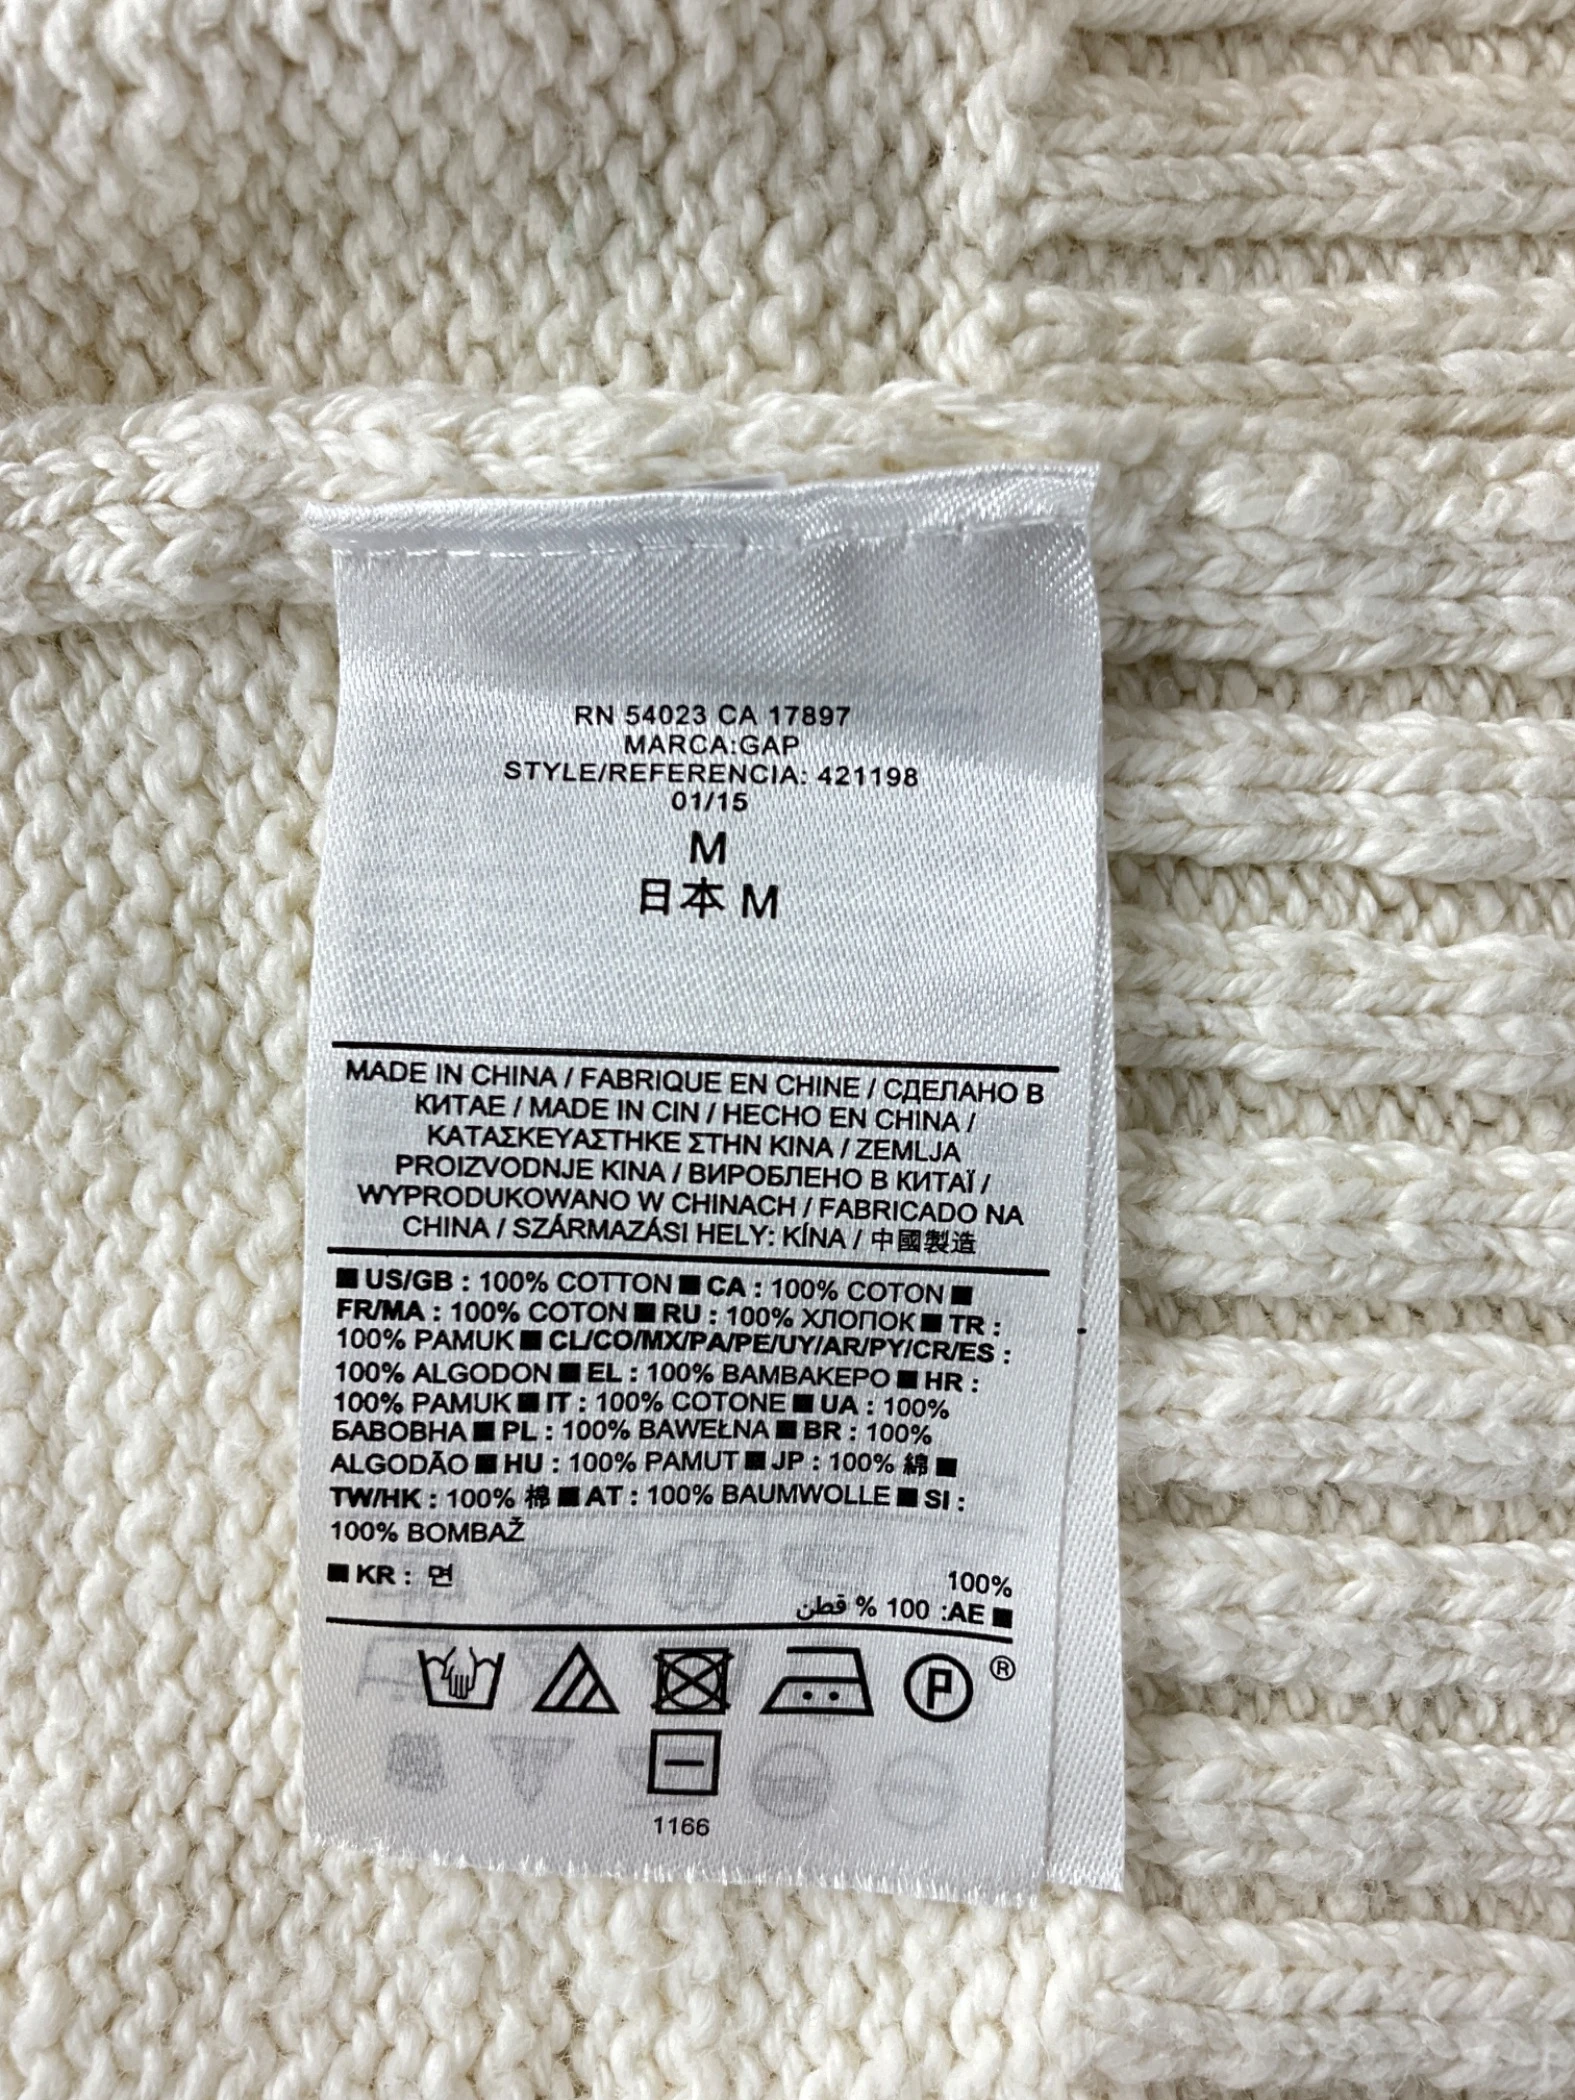 RN 54023 CA 17897
MARCA:GAP
STYLE/REFERENCIA: 421198
01/15
M
日本 M
MADE IN CHINA / FABRIQUE EN CHINE / СДЕЛАНО В
КИТАЕ / MADE IN CIN / HECHO EN CHINA /
ΚΑΤΑΣΚΕΥΑΣΤΗΚΕ ΣΤΗΝ ΚΙΝΑ / ZEMLJA
PROIZVODNJE KINA / ВИРОБЛЕНО В КИТАЇ /
WYPRODUKOWANO W CHINACH / FABRICADO NA
CHINA / SZÁRMAZÁSI HELY: KÍNA / 中國製造
■ US/GB : 100% COTTON ■ CA : 100% COTON ■
FR/MA : 100% COTON ■ RU : 100% ХЛОПОК ■ TR :
100% PAMUK ■ CL/CO/MX/PA/PE/UY/AR/PY/CR/ES :
100% ALGODON ■ EL : 100% ΒΑΜΒΑΚΕΡΟ ■ HR :
100% PAMUK ■ IT : 100% COTONE ■ UA : 100%
БАВОВНА ■ PL : 100% BAWEŁNA ■ BR : 100%
ALGODÃO ■ HU : 100% PAMUT ■ JP : 100% 綿 ■
TW/HK : 100% 棉 ■ AT : 100% BAUMWOLLE ■ SI :
100% BOMBAŽ
■ KR : 면 100%
■ AE: 100 % قطن
P ®
1166